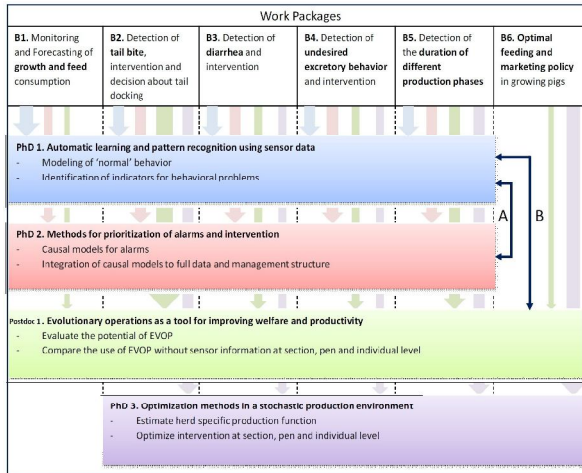 Work Packages
B1. Monitoring
and Forecasting of
growth and feed
consumption
B2. Detection of
tail bite,
intervention and
decision about tail
docking
B3. Detection of
diarrhea and
intervention
B4. Detection of
undesired
excretory behavior
and intervention
B5. Detection of
the duration of
different
production phases
B6. Optimal
feeding and
marketing policy
in growing pigs
PhD 1. Automatic learning and pattern recognition using sensor data
- Modeling of 'normal' behavior
- Identification of indicators for behavioral problems
A
B
PhD 2. Methods for prioritization of alarms and intervention
- Causal models for alarms
- Integration of causal models to full data and management structure
Postdoc 1. Evolutionary operations as a tool for improving welfare and productivity
- Evaluate the potential of EVOP
- Compare the use of EVOP without sensor information at section, pen and individual level
PhD 3. Optimization methods in a stochastic production environment
- Estimate herd specific production function
- Optimize intervention at section, pen and individual level